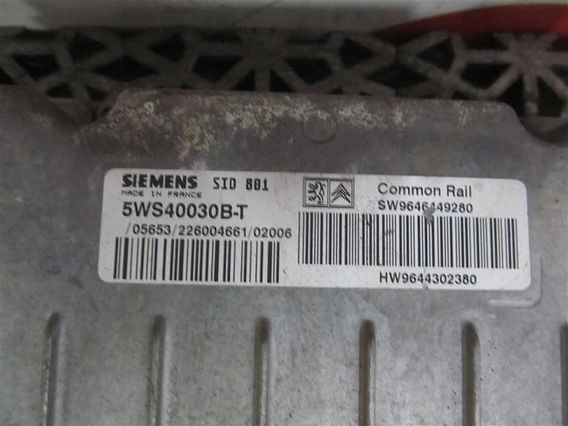 SIEMENS SID 801
MADE IN FRANCE
5WS40030B-T
/05653/226004661/02006
Common Rail
SW9646449280
HW9644302380